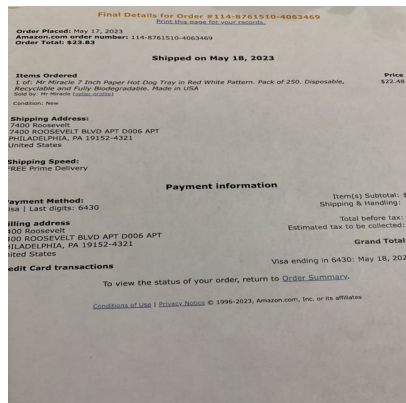 Final Details for Order #114-8761510-4063469
Print this page for your records.
Order Placed: May 17, 2023
Amazon.com order number: 114-8761510-4063469
Order Total: $23.83
Shipped on May 18, 2023
Items Ordered Price
1 of: Mr Miracle 7 Inch Paper Hot Dog Tray in Red White Pattern. Pack of 250. Disposable, $22.48
Recyclable and Fully Biodegradable. Made in USA
Sold by: Mr Miracle (seller profile)
Condition: New
Shipping Address:
7400 Roosevelt
7400 ROOSEVELT BLVD APT D006 APT
PHILADELPHIA, PA 19152-4321
United States
Shipping Speed:
FREE Prime Delivery
Payment information
Payment Method: Item(s) Subtotal: $
Visa | Last digits: 6430 Shipping & Handling:
Total before tax:
Billing address Estimated tax to be collected:
7400 Roosevelt
7400 ROOSEVELT BLVD APT D006 APT Grand Total
PHILADELPHIA, PA 19152-4321
United States
Credit Card transactions Visa ending in 6430: May 18, 202
To view the status of your order, return to Order Summary.
Conditions of Use | Privacy Notice © 1996-2023, Amazon.com, Inc. or its affiliates